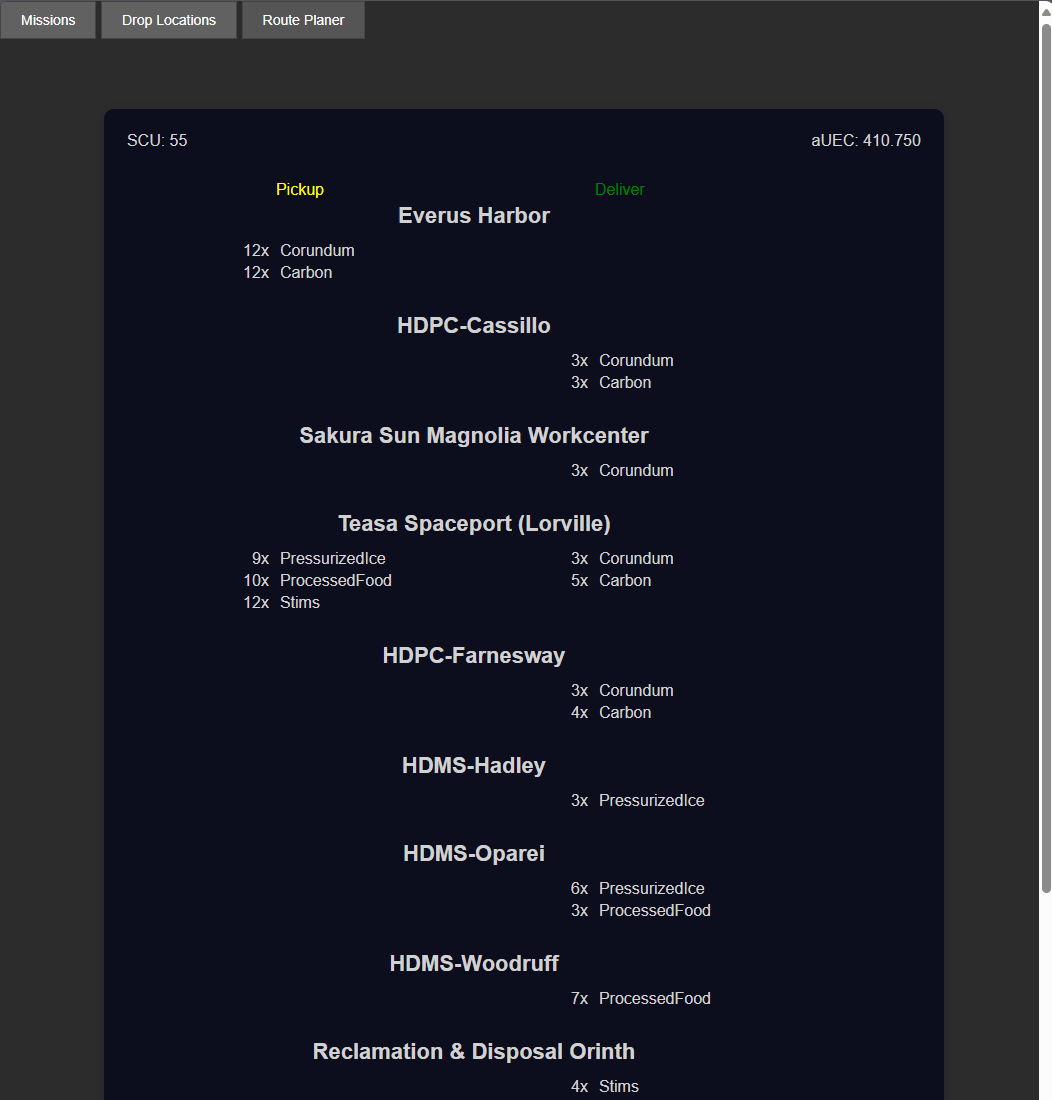 Missions Drop Locations Route Planer
SCU: 55 aUEC: 410.750
Pickup Deliver
Everus Harbor
12x Corundum
12x Carbon
HDPC-Cassillo
3x Corundum
3x Carbon
Sakura Sun Magnolia Workcenter
3x Corundum
Teasa Spaceport (Lorville)
9x PressurizedIce 3x Corundum
10x ProcessedFood 5x Carbon
12x Stims
HDPC-Farnesway
3x Corundum
4x Carbon
HDMS-Hadley
3x PressurizedIce
HDMS-Oparei
6x PressurizedIce
3x ProcessedFood
HDMS-Woodruff
7x ProcessedFood
Reclamation & Disposal Orinth
4x Stims